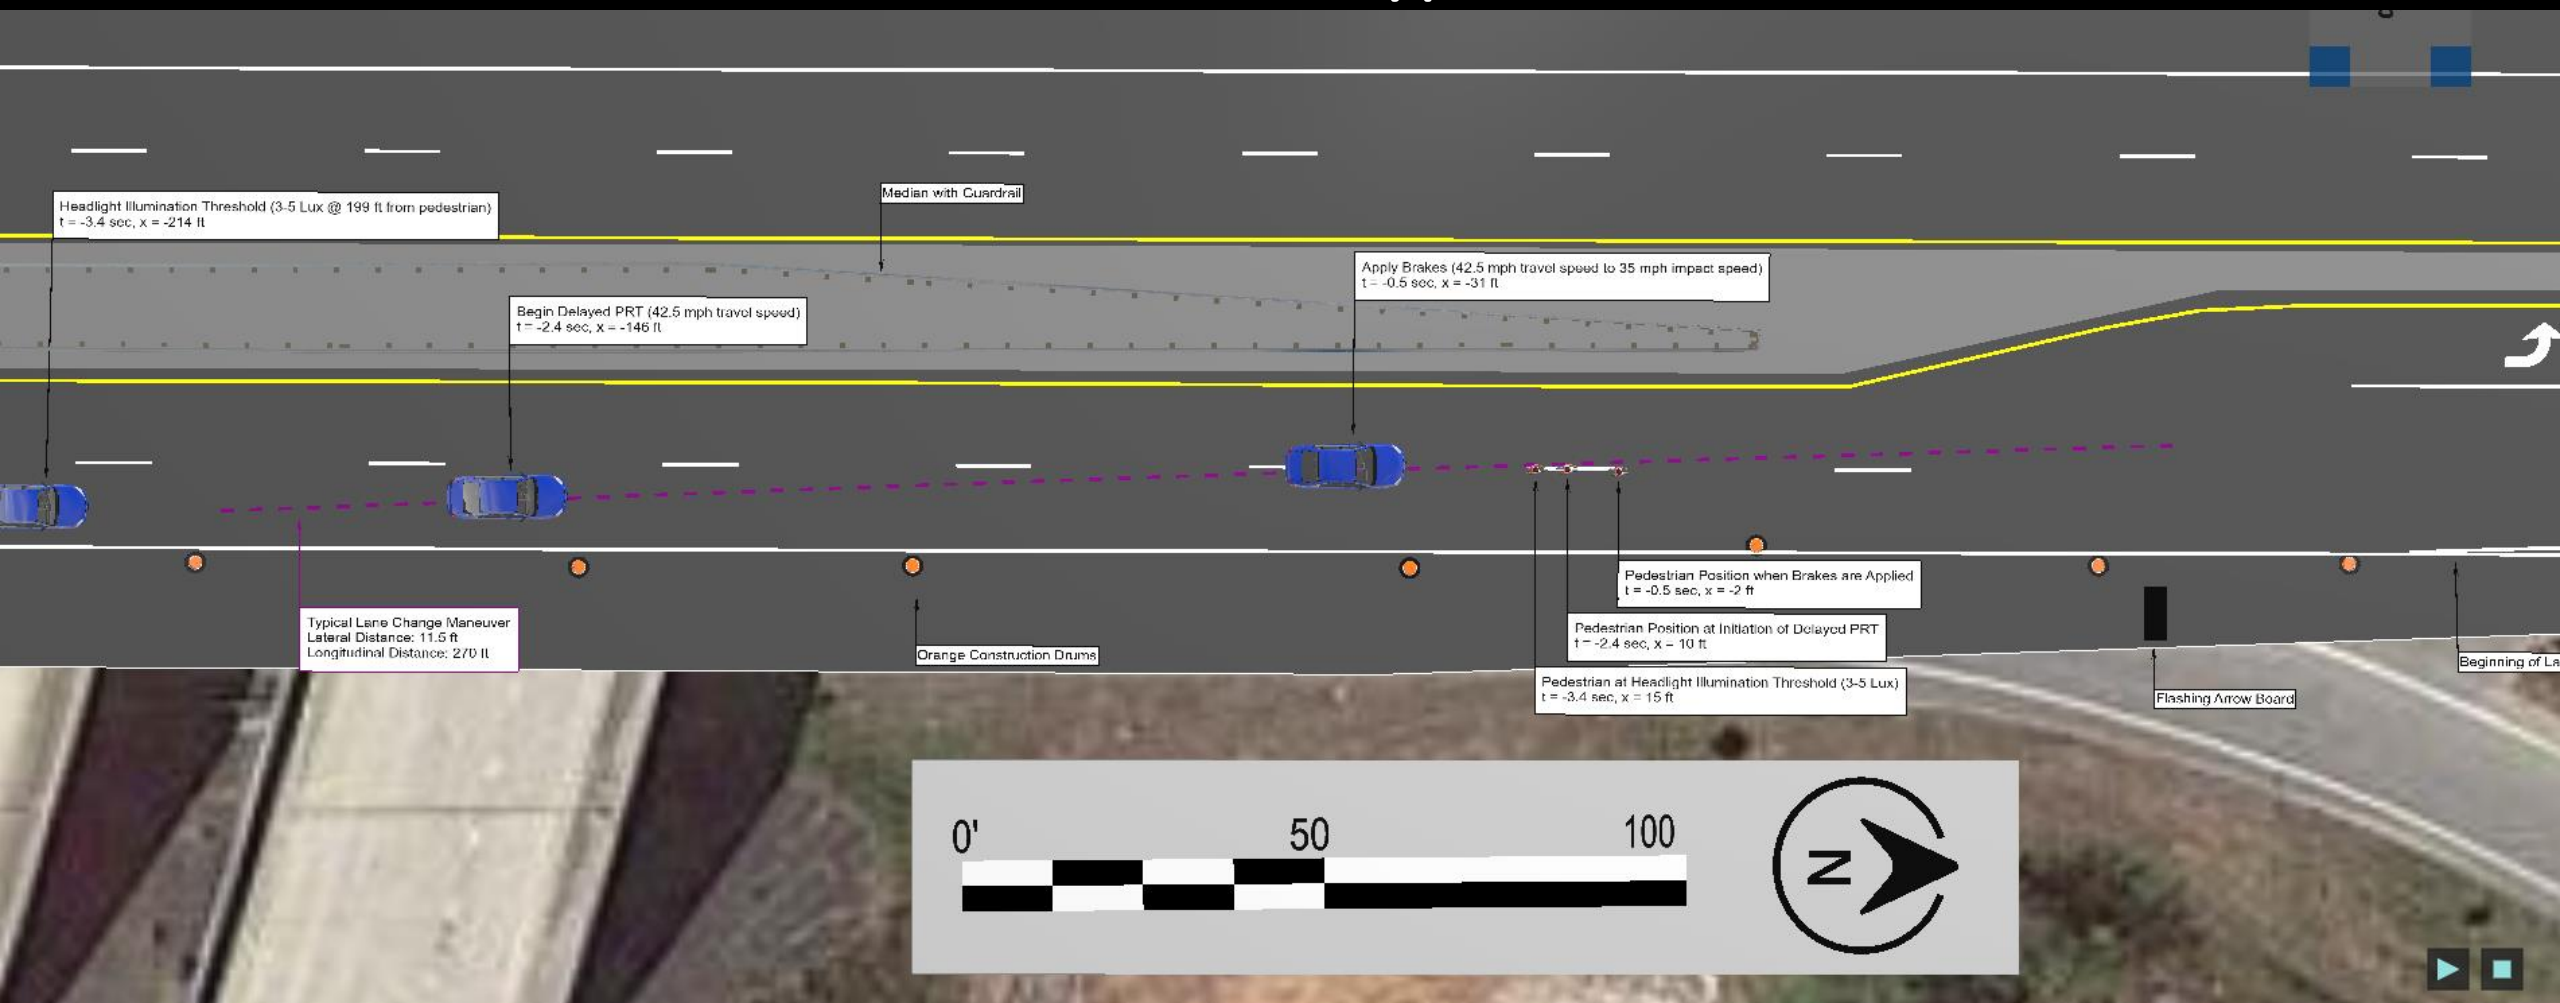 Headlight Illumination Threshold (3-5 Lux @ 199 ft from pedestrian)
t = -3.4 sec, x = -214 ft
Median with Guardrail
Begin Delayed PRT (42.5 mph travel speed)
t = -2.4 sec, x = -146 ft
Apply Brakes (42.5 mph travel speed to 35 mph impact speed)
t = -0.5 sec, x = -31 ft
Typical Lane Change Maneuver
Lateral Distance: 11.5 ft
Longitudinal Distance: 270 ft
Orange Construction Drums
Pedestrian Position when Brakes are Applied
t = -0.5 sec, x = -2 ft
Pedestrian Position at Initiation of Delayed PRT
t = -2.4 sec, x = 10 ft
Pedestrian at Headlight Illumination Threshold (3-5 Lux)
t = -3.4 sec, x = 15 ft
Beginning of La
Flashing Arrow Board
0' 50 100
N